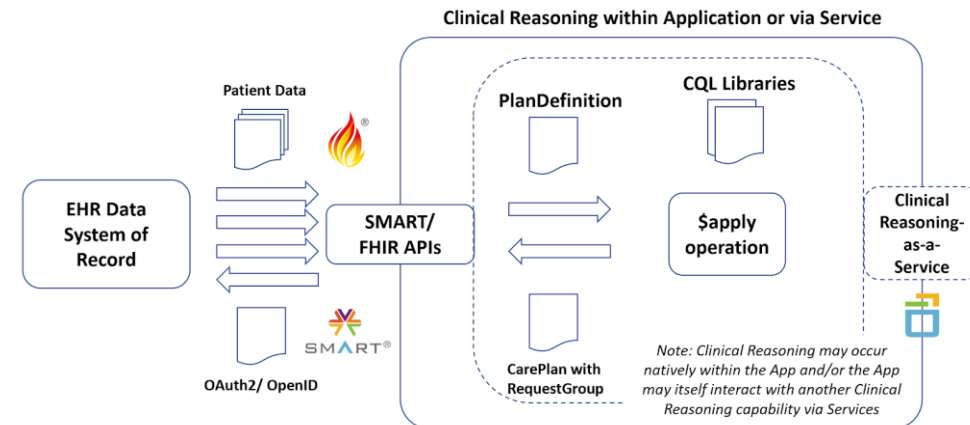 Clinical Reasoning within Application or via Service
Patient Data
®
PlanDefinition
CQL Libraries
EHR Data
System of
Record
SMART/
FHIR APIs
$apply
operation
Clinical
Reasoning-
as-a-
Service
SMART®
OAuth2/ OpenID
CarePlan with
RequestGroup
Note: Clinical Reasoning may occur
natively within the App and/or the App
may itself interact with another Clinical
Reasoning capability via Services